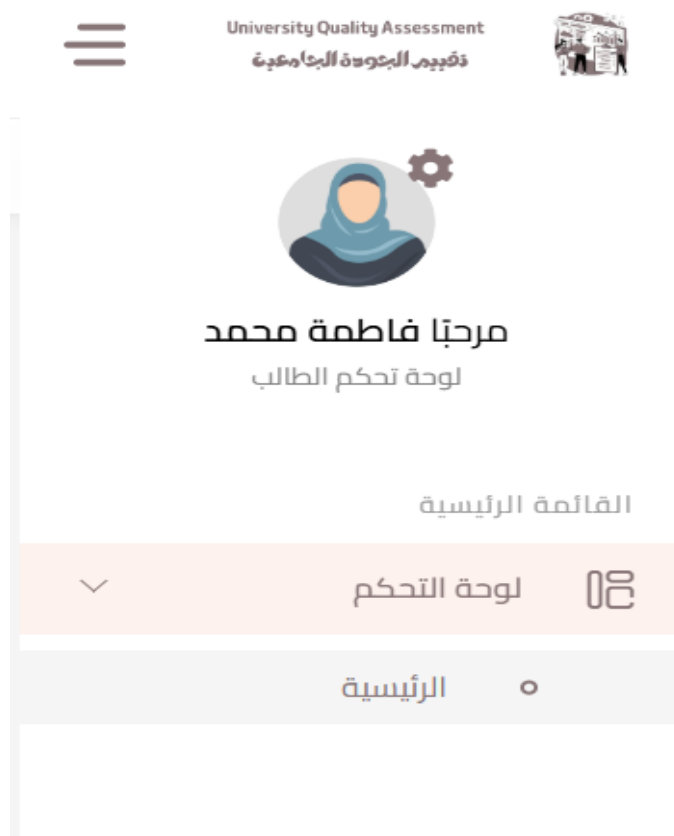 University Quality Assessment
تقييم الجودة الجامعية
مرحبًا فاطمة محمد
لوحة تحكم الطالب
القائمة الرئيسية
لوحة التحكم
الرئيسية